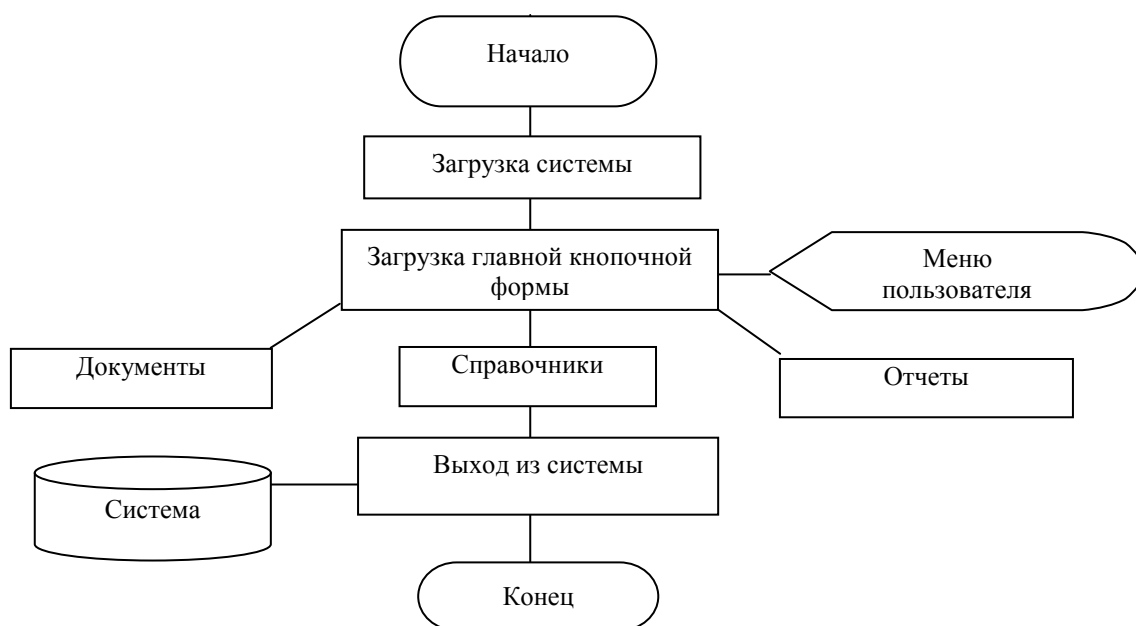 Начало
Загрузка системы
Загрузка главной кнопочной
формы
Меню
пользователя
Документы
Справочники
Отчеты
Выход из системы
Система
Конец